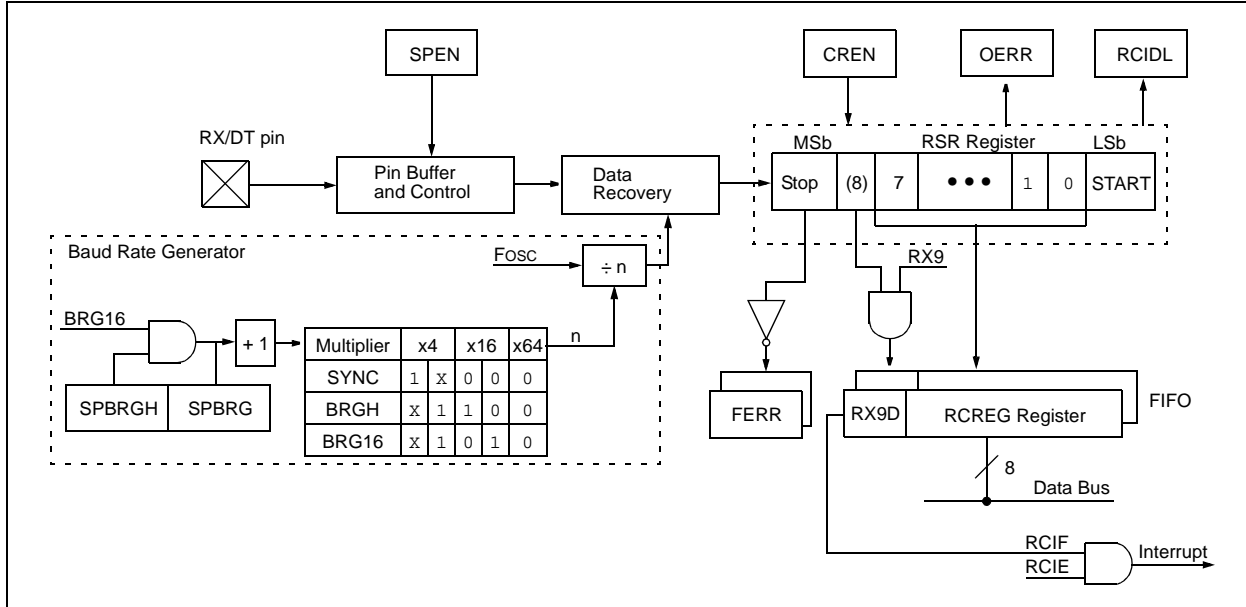 SPEN
CREN
OERR
RCIDL
RX/DT pin
MSb
RSR Register
LSb
Pin Buffer
and Control
Data
Recovery
Stop (8) 7 ••• 1 0 START
Baud Rate Generator
FOSC
÷ n
RX9
BRG16
+ 1
n
Multiplier x4 x16 x64
SYNC 1 X 0 0 0
BRGH X 1 1 0 0
BRG16 X 1 0 1 0
SPBRGH SPBRG
FERR
RX9D RCREG Register
FIFO
8
Data Bus
RCIF
RCIE
Interrupt